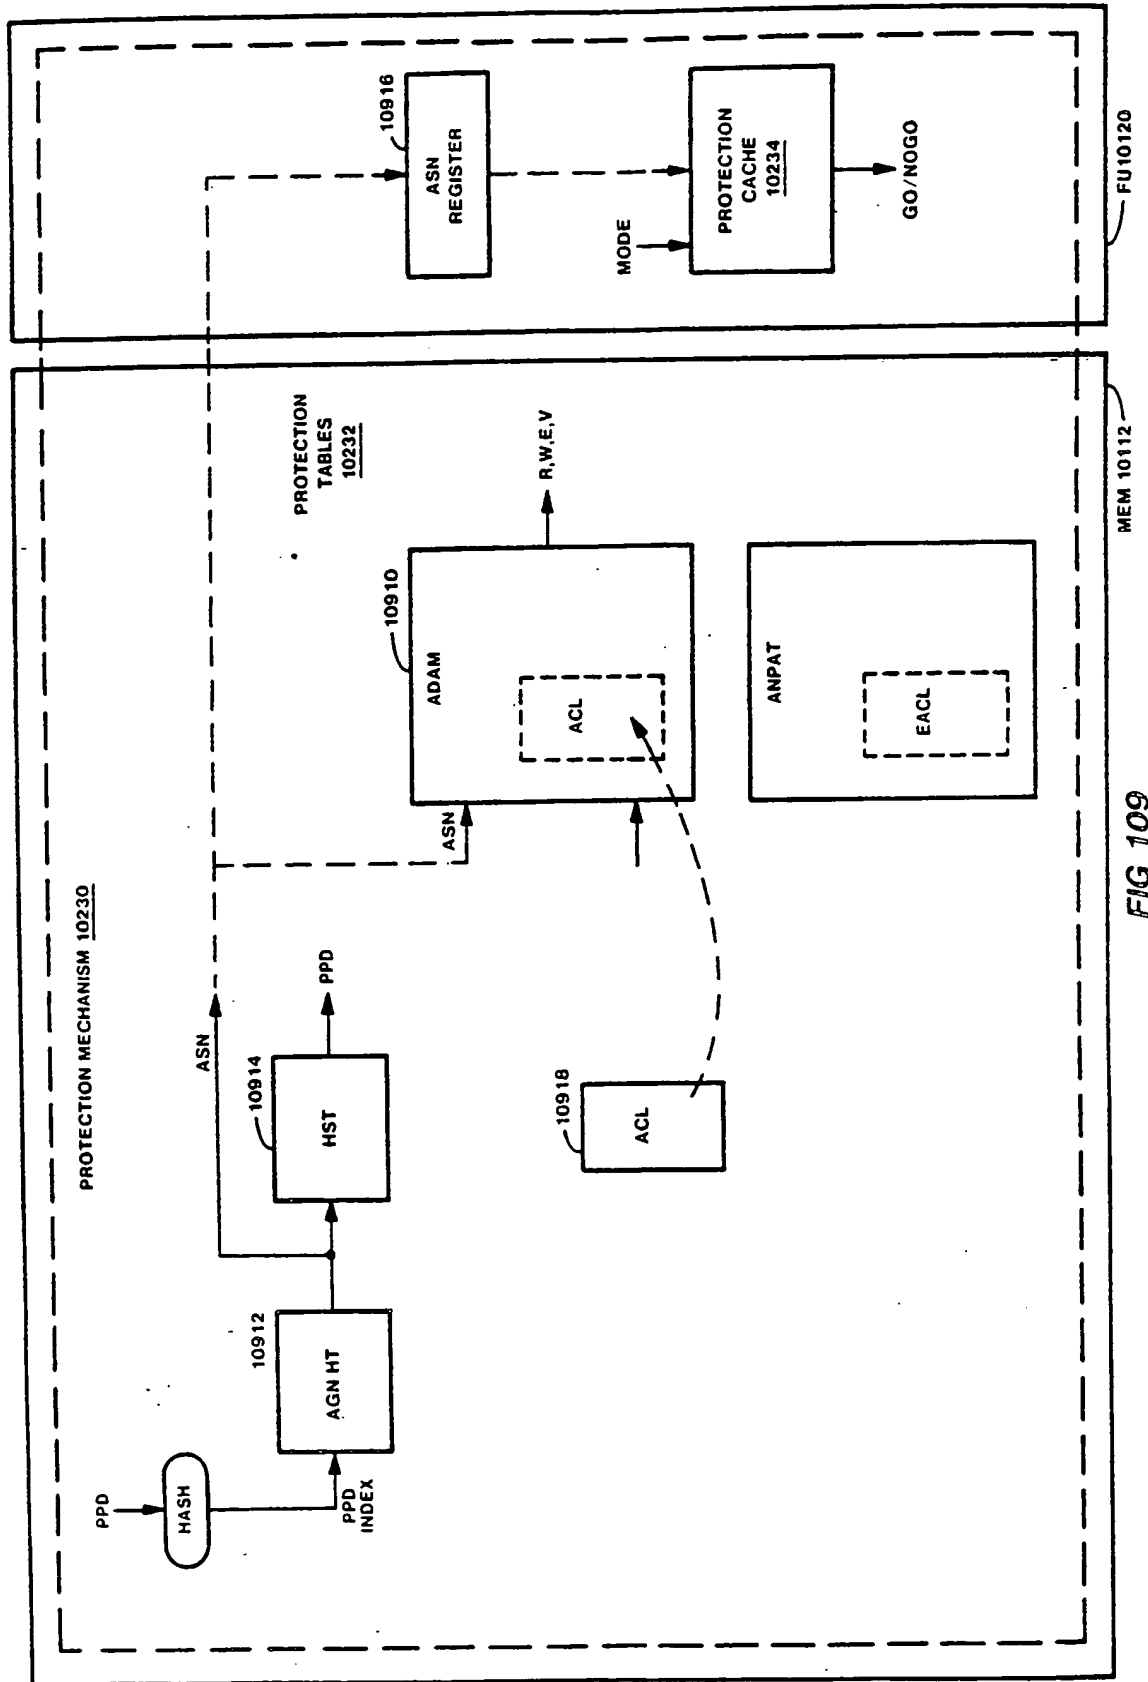 PROTECTION MECHANISM 10230
PPD
HASH
PPD
INDEX
10912
AGN HT
ASN
10914
HST
PPD
10918
ACL
PROTECTION
TABLES
10232
ASN
10910
ADAM
ACL
R,W,E,V
ANPAT
EACL
MEM 10112
10916
ASN
REGISTER
MODE
PROTECTION
CACHE
10234
GO/NOGO
FU10120
FIG 109